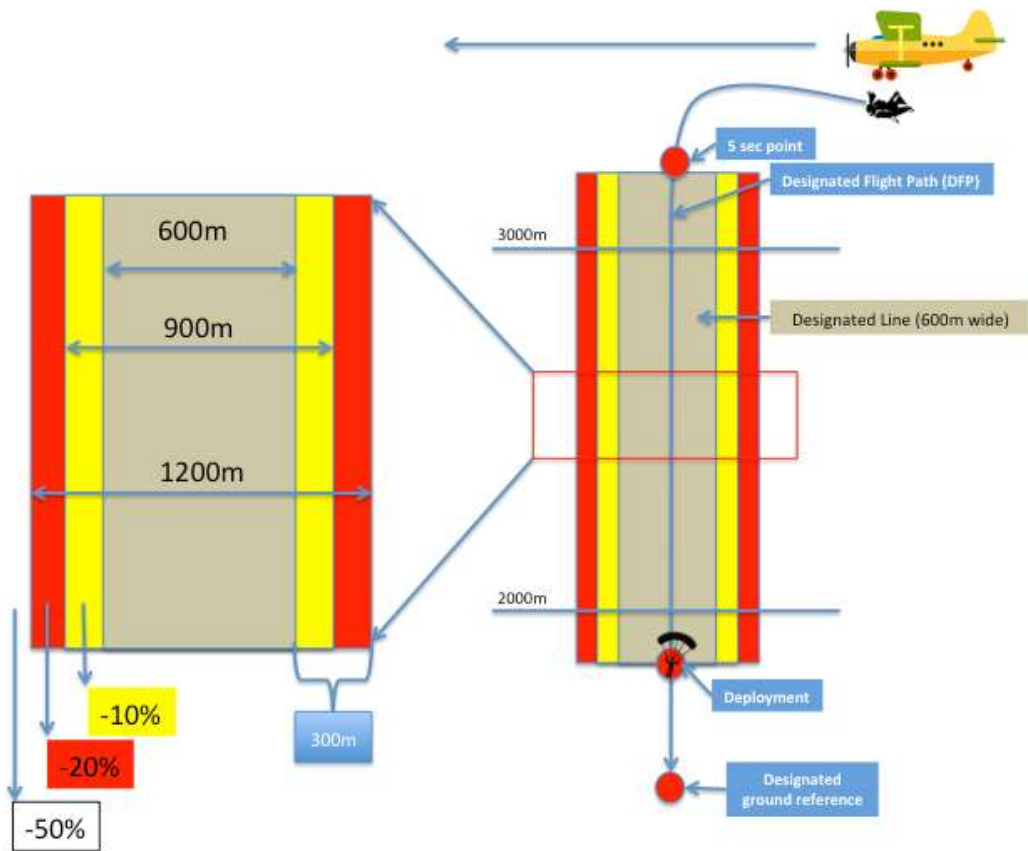 5 sec point
Designated Flight Path (DFP)
3000m
Designated Line (600m wide)
2000m
Deployment
Designated
ground reference
600m
900m
1200m
300m
-10%
-20%
-50%